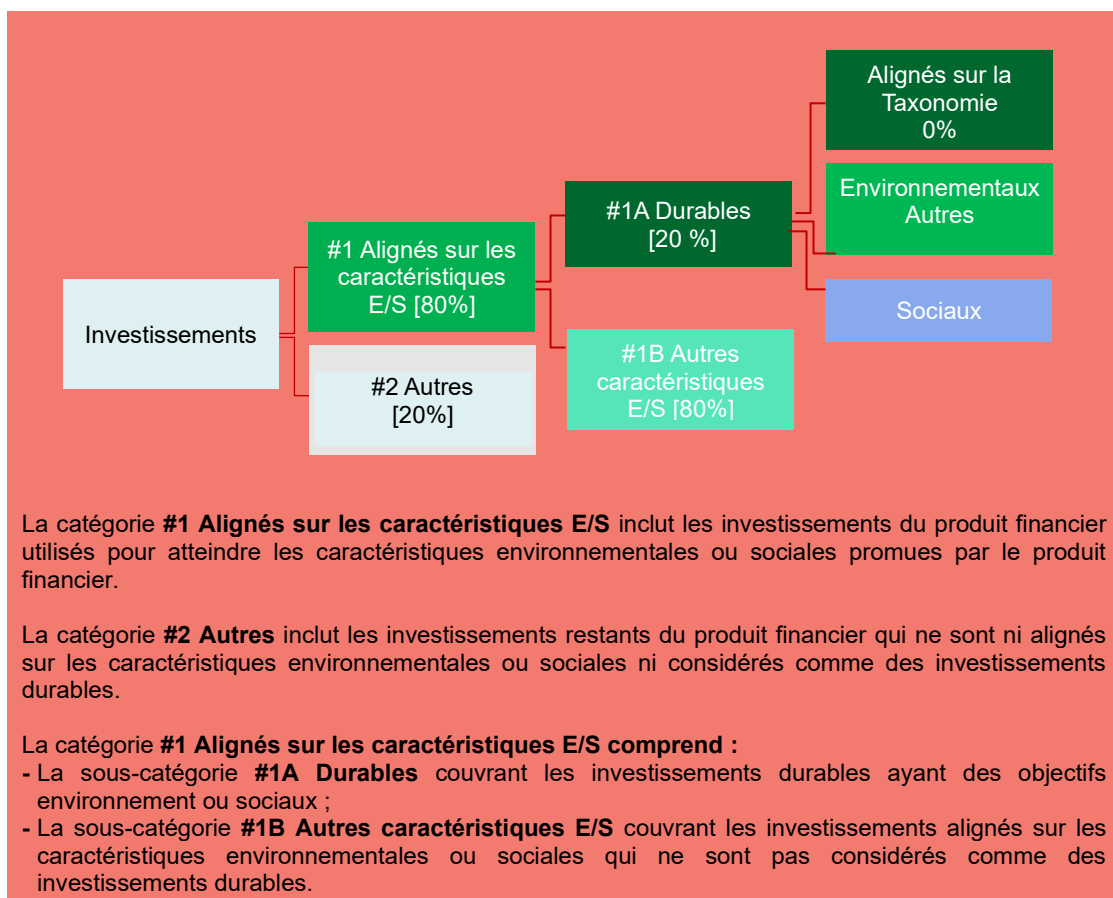 Alignés sur la
Taxonomie
0%
Environnementaux
Autres
#1A Durables
[20 %]
#1 Alignés sur les
caractéristiques
E/S [80%]
Sociaux
Investissements
#1B Autres
caractéristiques
E/S [80%]
#2 Autres
[20%]
La catégorie #1 Alignés sur les caractéristiques E/S inclut les investissements du produit financier
utilisés pour atteindre les caractéristiques environnementales ou sociales promues par le produit
financier.
La catégorie #2 Autres inclut les investissements restants du produit financier qui ne sont ni alignés
sur les caractéristiques environnementales ou sociales ni considérés comme des investissements
durables.
La catégorie #1 Alignés sur les caractéristiques E/S comprend :
- La sous-catégorie #1A Durables couvrant les investissements durables ayant des objectifs
environnement ou sociaux ;
- La sous-catégorie #1B Autres caractéristiques E/S couvrant les investissements alignés sur les
caractéristiques environnementales ou sociales qui ne sont pas considérés comme des
investissements durables.